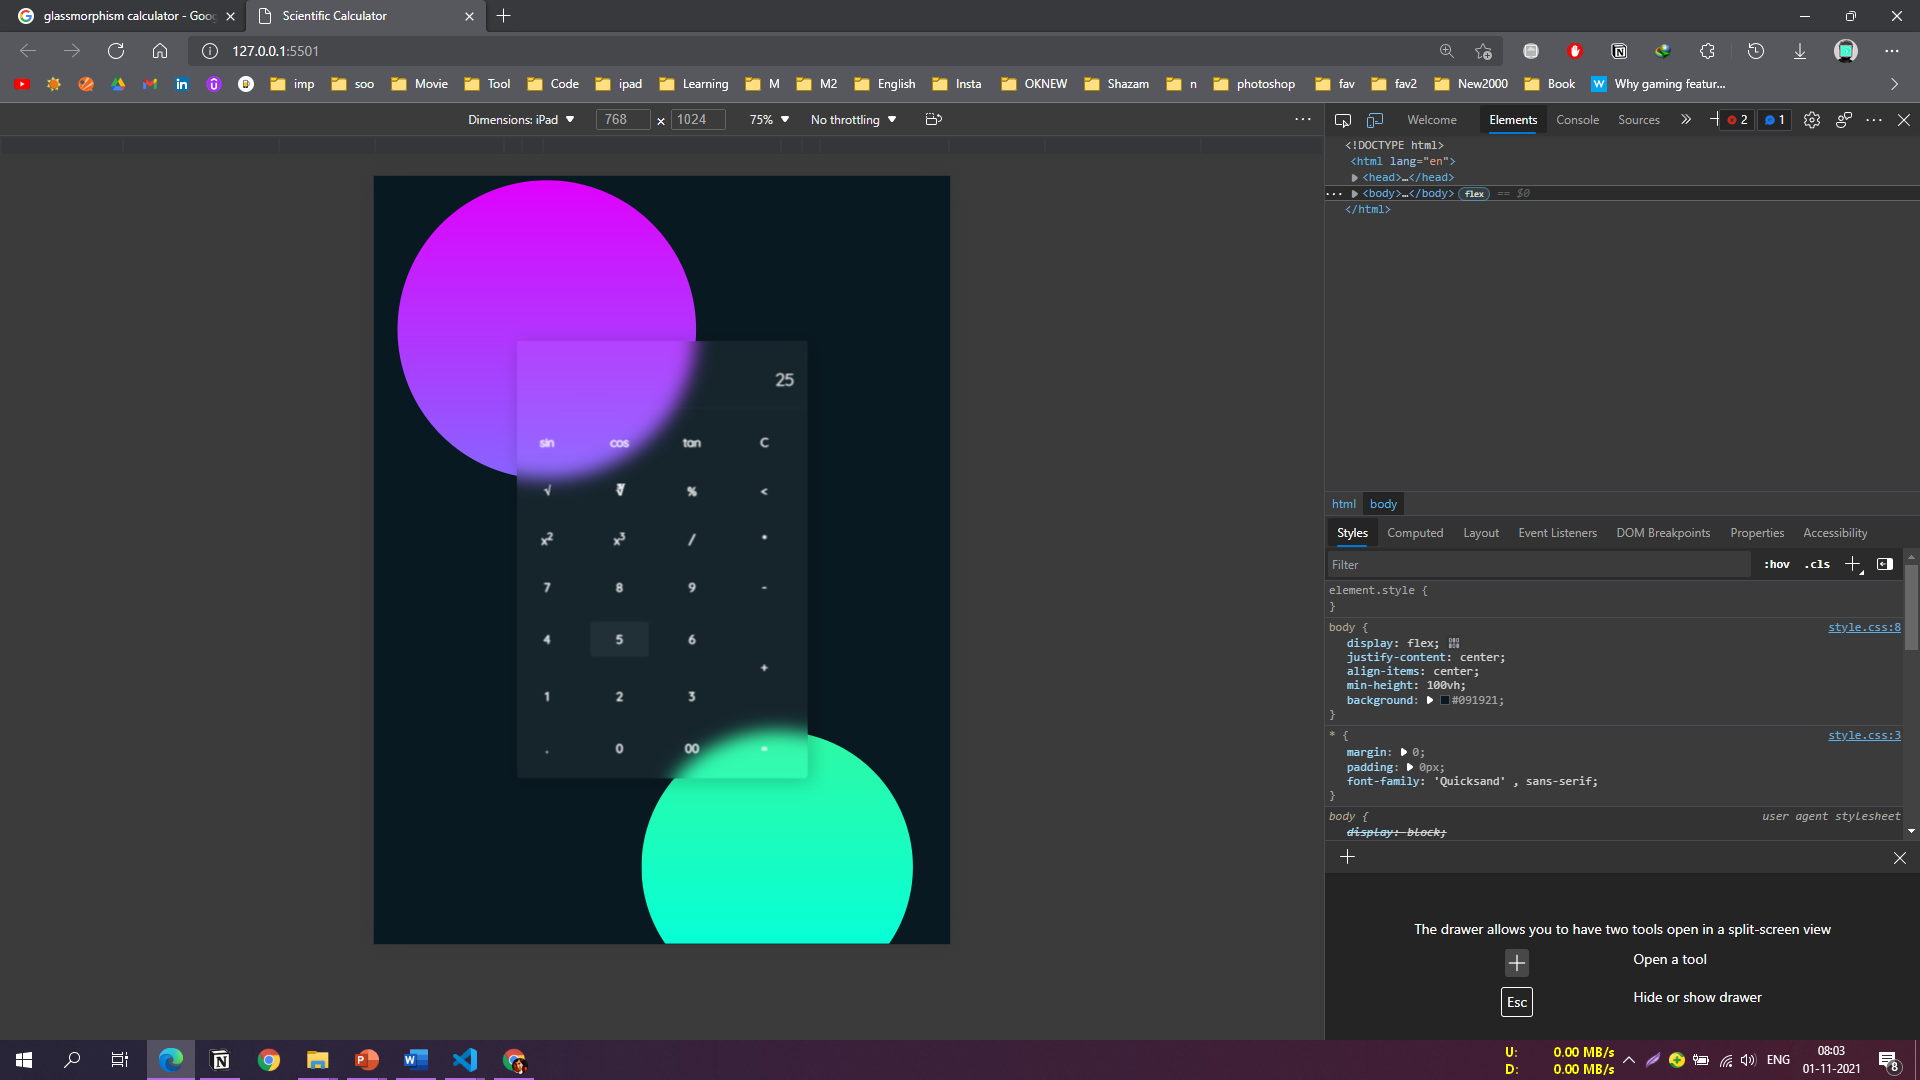 glassmorphism calculator - Goo
Scientific Calculator
127.0.0.1:5501
imp
soo
Movie
Tool
Code
ipad
Learning
M
M2
English
Insta
OKNEW
Shazam
n
photoshop
fav
fav2
New2000
Book
Why gaming featur...
Dimensions: iPad
768 x 1024
75%
No throttling
25
sin cos tan C
√ ∛ % <
x² x³ / *
7 8 9 -
4 5 6
+
1 2 3
. 0 00 =
Welcome
Elements
Console
Sources
2
1
<!DOCTYPE html>
<html lang="en">
<head>…</head>
<body>…</body> flex == $0
</html>
html body
Styles
Computed
Layout
Event Listeners
DOM Breakpoints
Properties
Accessibility
Filter
:hov .cls
element.style {
}
body { style.css:8
display: flex;
justify-content: center;
align-items: center;
min-height: 100vh;
background: #091921;
}
* { style.css:3
margin: 0;
padding: 0px;
font-family: 'Quicksand' , sans-serif;
}
body { user agent stylesheet
display: block;
The drawer allows you to have two tools open in a split-screen view
Open a tool
Esc Hide or show drawer
U: 0.00 MB/s
D: 0.00 MB/s
ENG
08:03
01-11-2021
8